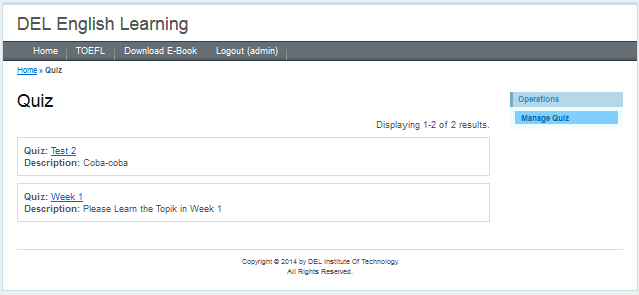 DEL English Learning
Home TOEFL Download E-Book Logout (admin)
Home » Quiz
Quiz
Displaying 1-2 of 2 results.
Quiz: Test 2
Description: Coba-coba
Quiz: Week 1
Description: Please Learn the Topik in Week 1
Operations
Manage Quiz
Copyright © 2014 by DEL Institute Of Technology.
All Rights Reserved.